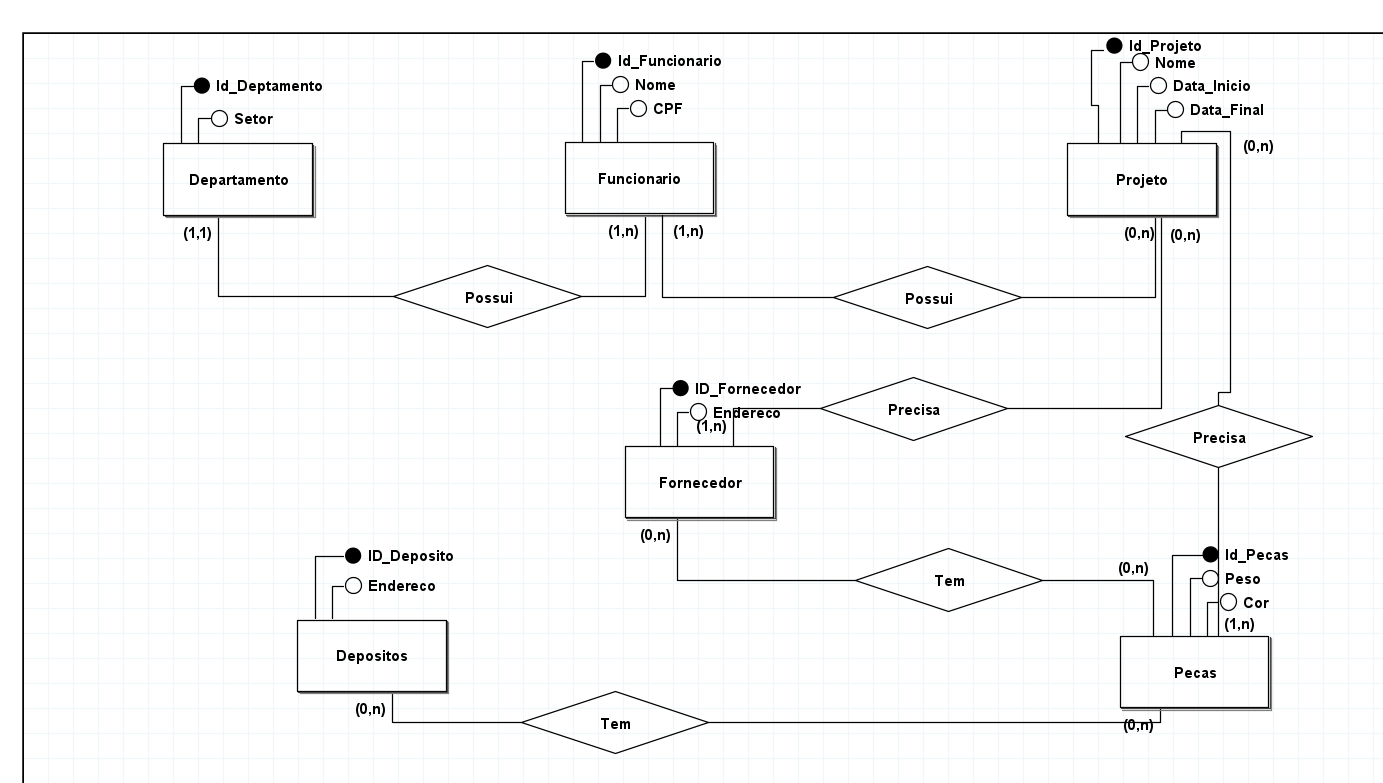 Id_Projeto
Nome
Id_Funcionario
Id_Deptamento
Nome
Data_Inicio
CPF
Data_Final
Setor
(0,n)
Departamento
Funcionario
Projeto
(1,1)
(1,n)
(1,n)
(0,n)
(0,n)
Possui
Possui
ID_Fornecedor
Endereco
(1,n)
Precisa
Precisa
Fornecedor
(0,n)
ID_Deposito
Endereco
Tem
(0,n)
Id_Pecas
Peso
Cor
(1,n)
Depositos
Pecas
(0,n)
Tem
(0,n)